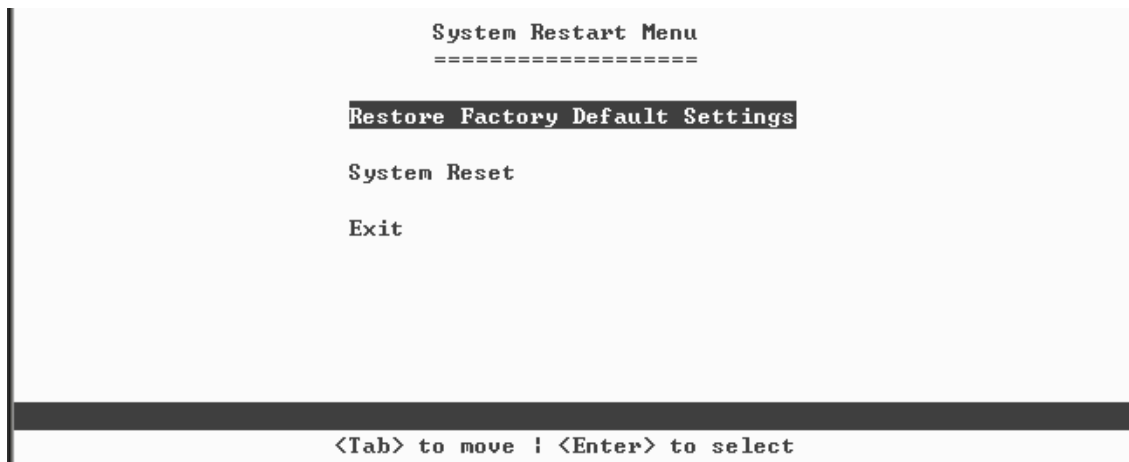 System Restart Menu
===================
Restore Factory Default Settings
System Reset
Exit
<Tab> to move ¦ <Enter> to select